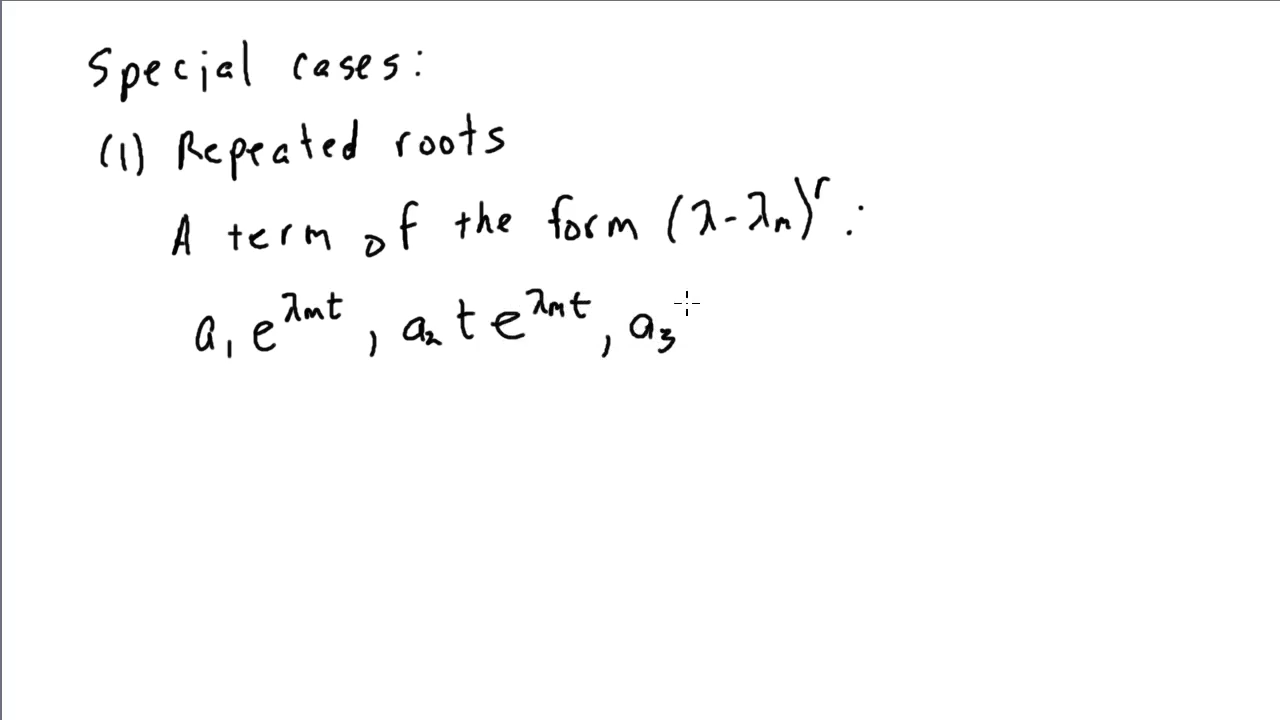 Special cases:
(1) Repeated roots
A term of the form (λ-λₘ)ʳ :
a₁ e^{λₘt} , a₂ t e^{λₘt} , a₃